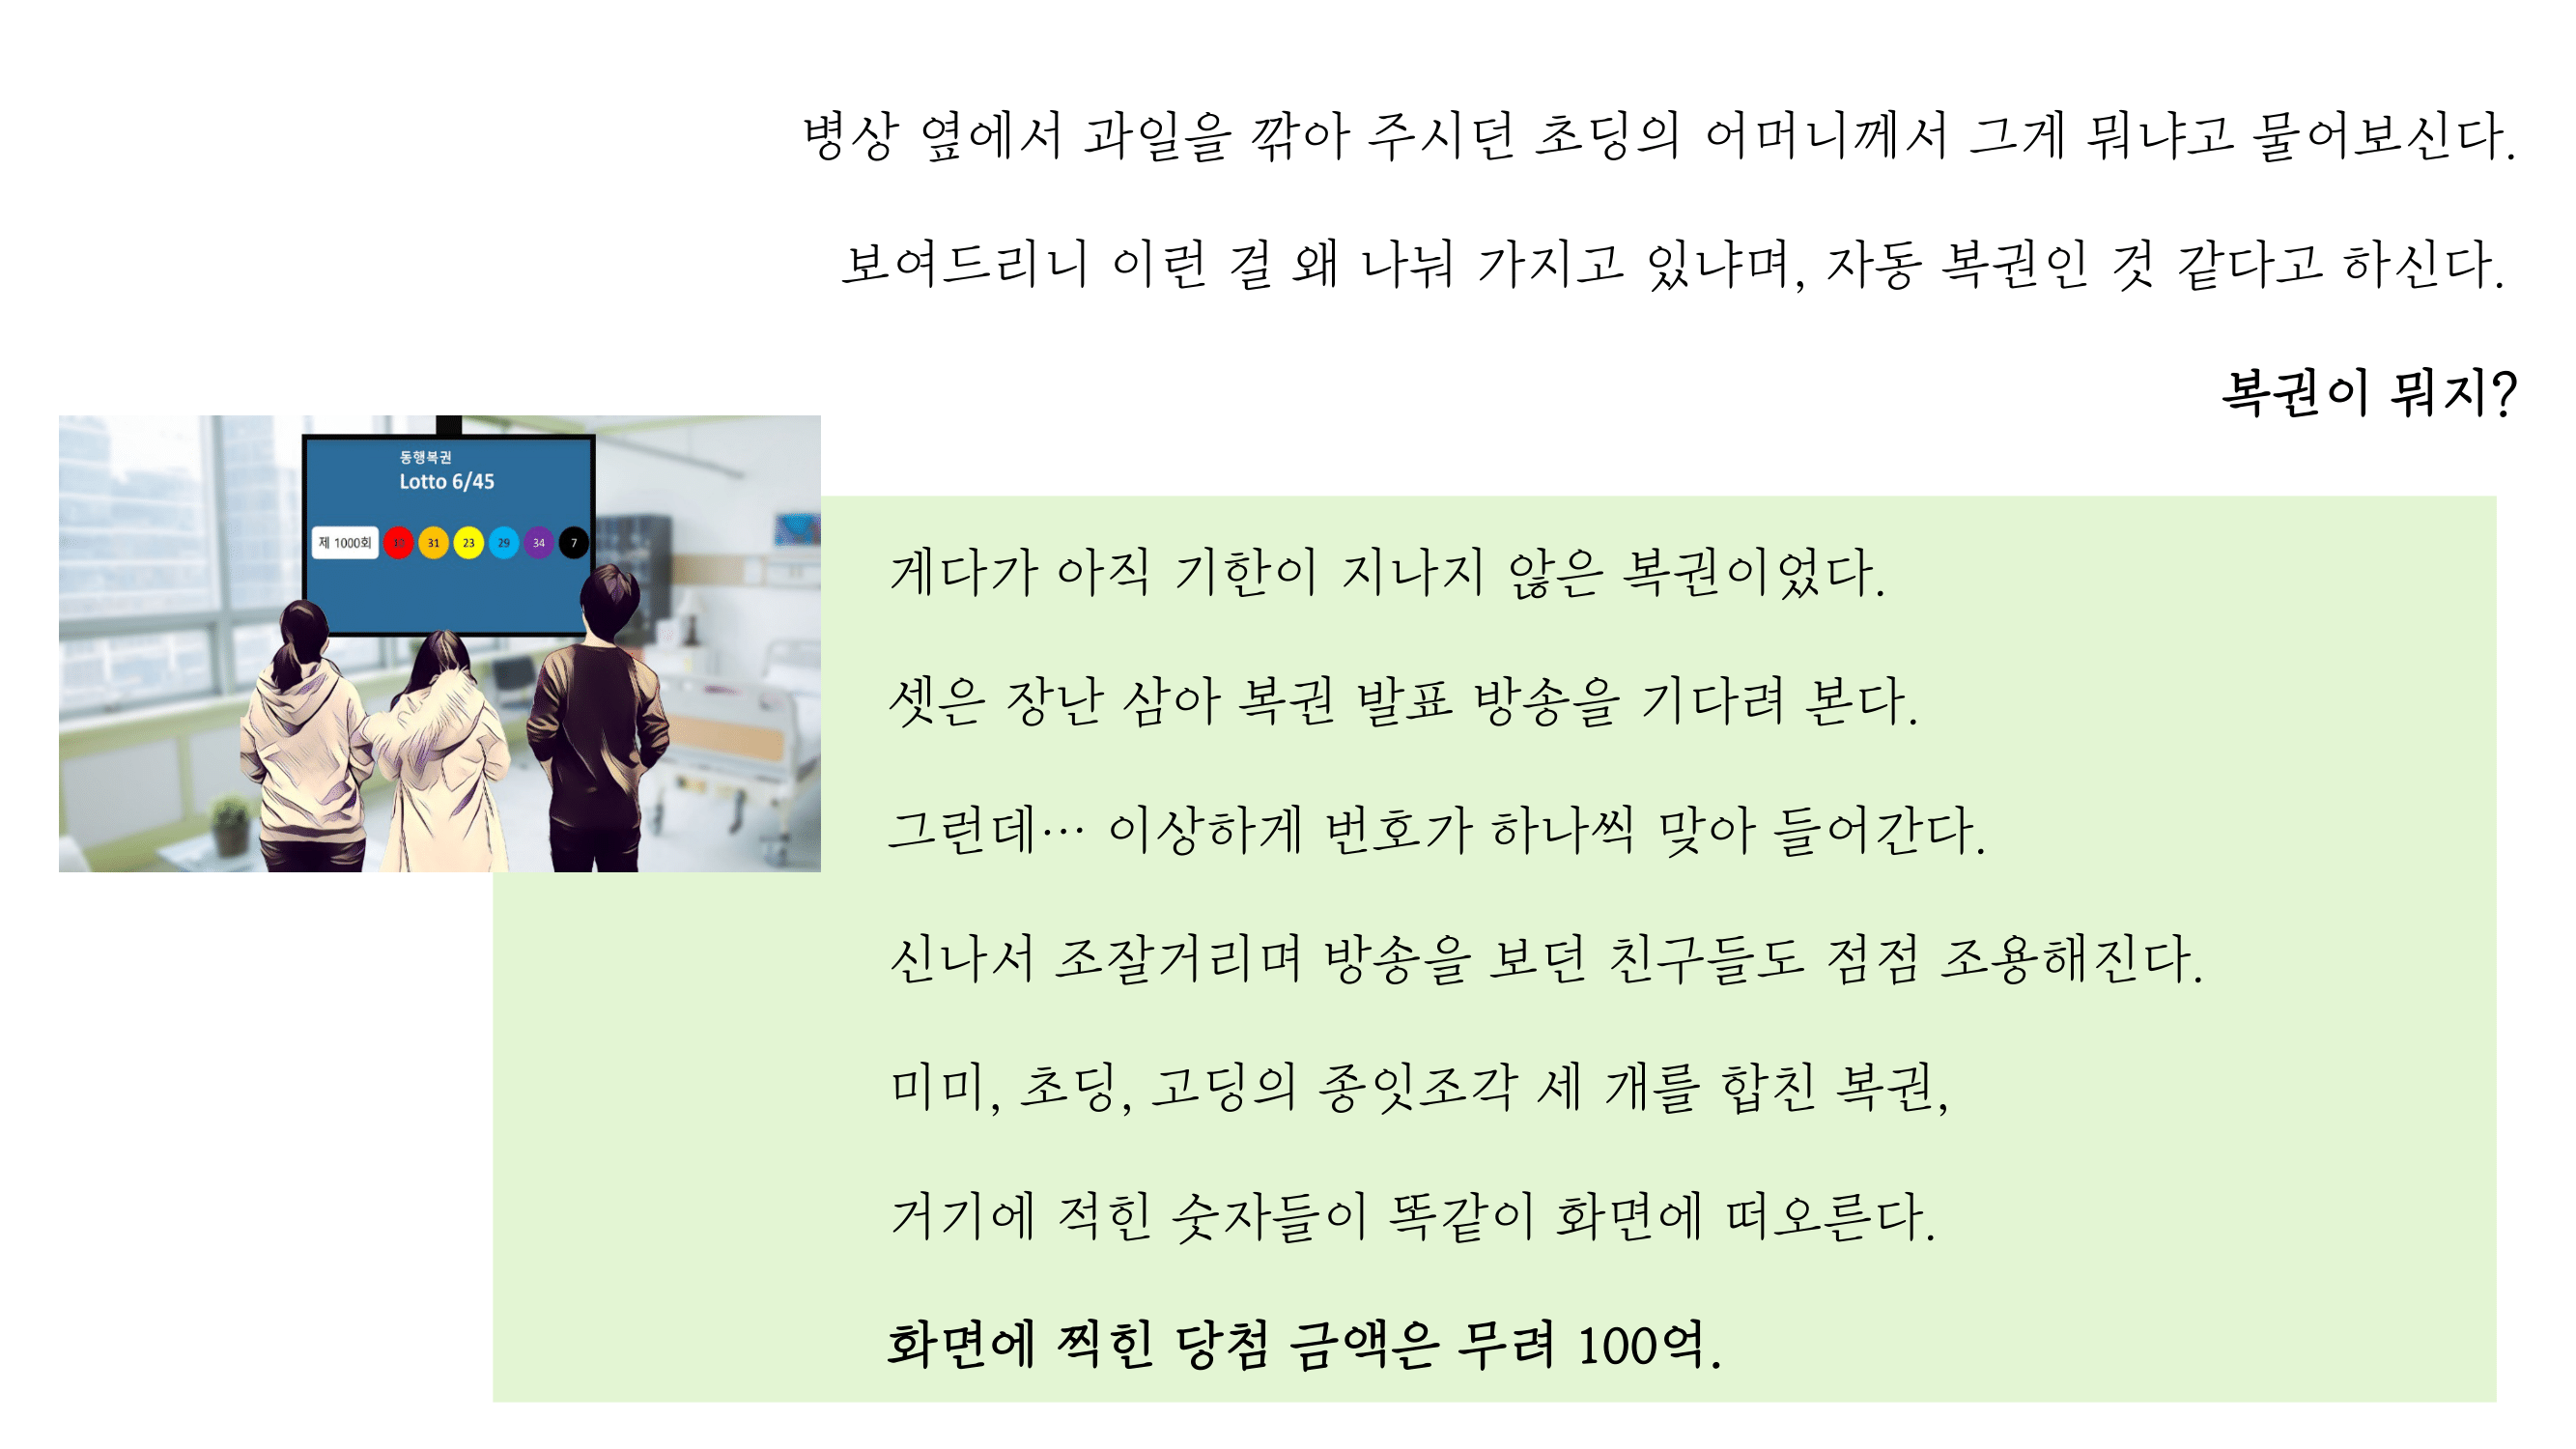 병상 옆에서 과일을 깎아 주시던 초딩의 어머니께서 그게 뭐냐고 물어보신다.
보여드리니 이런 걸 왜 나눠 가지고 있냐며, 자동 복권인 것 같다고 하신다.
복권이 뭐지?
동행복권
Lotto 6/45
제 1000회 31 23 29 34 7
게다가 아직 기한이 지나지 않은 복권이었다.
셋은 장난 삼아 복권 발표 방송을 기다려 본다.
그런데… 이상하게 번호가 하나씩 맞아 들어간다.
신나서 조잘거리며 방송을 보던 친구들도 점점 조용해진다.
미미, 초딩, 고딩의 종잇조각 세 개를 합친 복권,
거기에 적힌 숫자들이 똑같이 화면에 떠오른다.
화면에 찍힌 당첨 금액은 무려 100억.